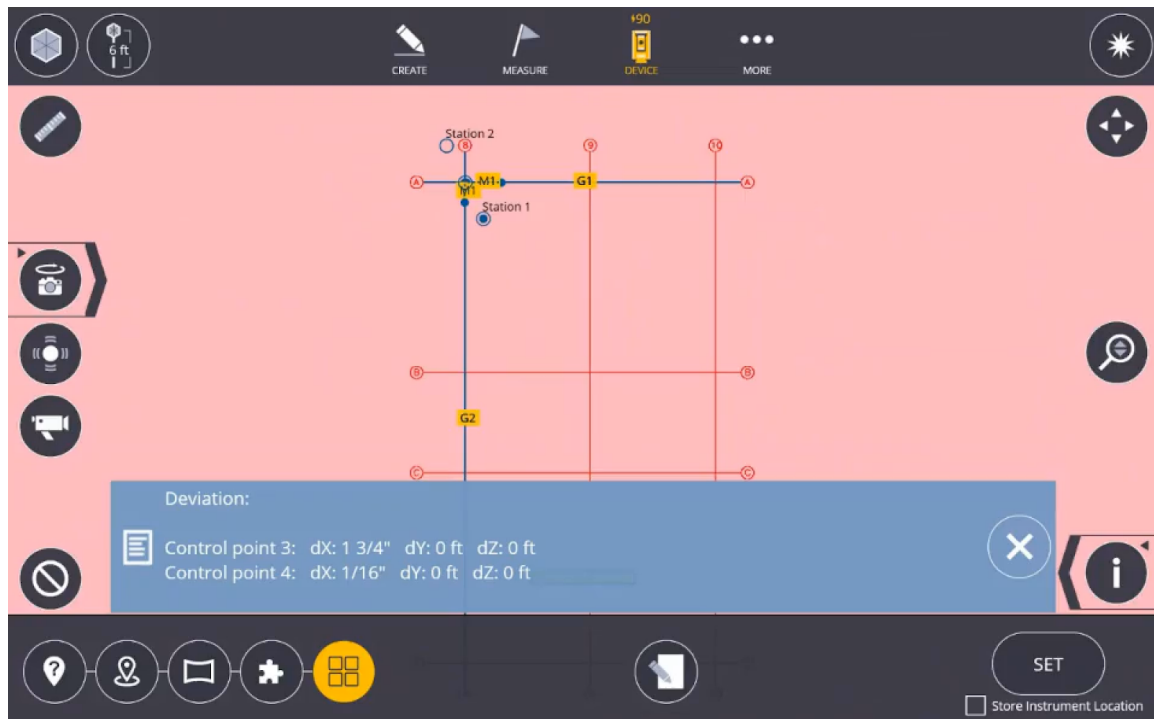 90
6 ft
CREATE
MEASURE
DEVICE
MORE
Station 2
8
9
10
A
M1
G1
A
M1
Station 1
B
B
G2
C
C
Deviation:
Control point 3: dX: 1 3/4" dY: 0 ft dZ: 0 ft
Control point 4: dX: 1/16" dY: 0 ft dZ: 0 ft
i
?
SET
Store Instrument Location